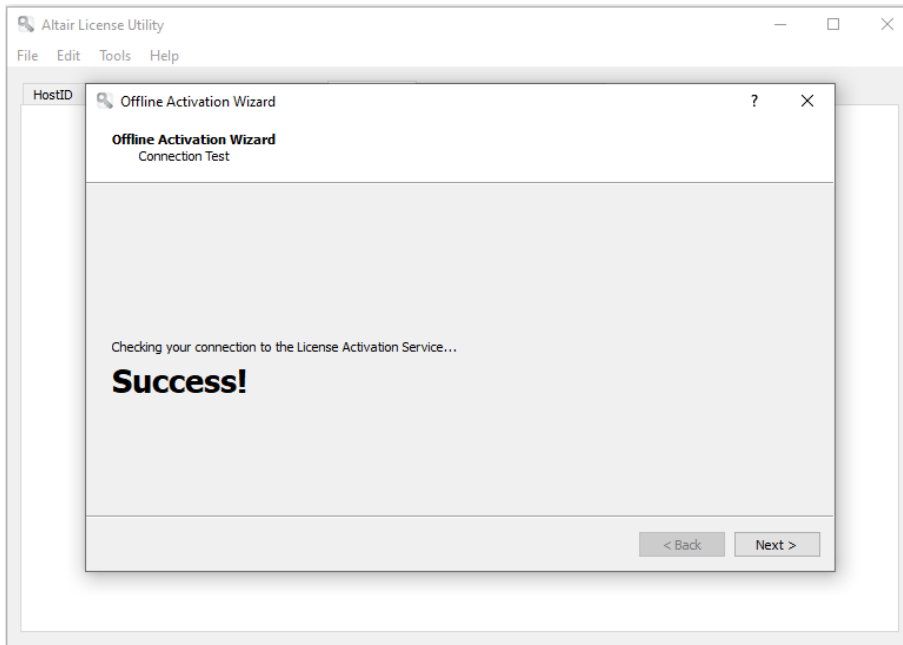 Altair License Utility
File Edit Tools Help
HostID
Offline Activation Wizard
?
Offline Activation Wizard
Connection Test
Checking your connection to the License Activation Service...
Success!
< Back Next >